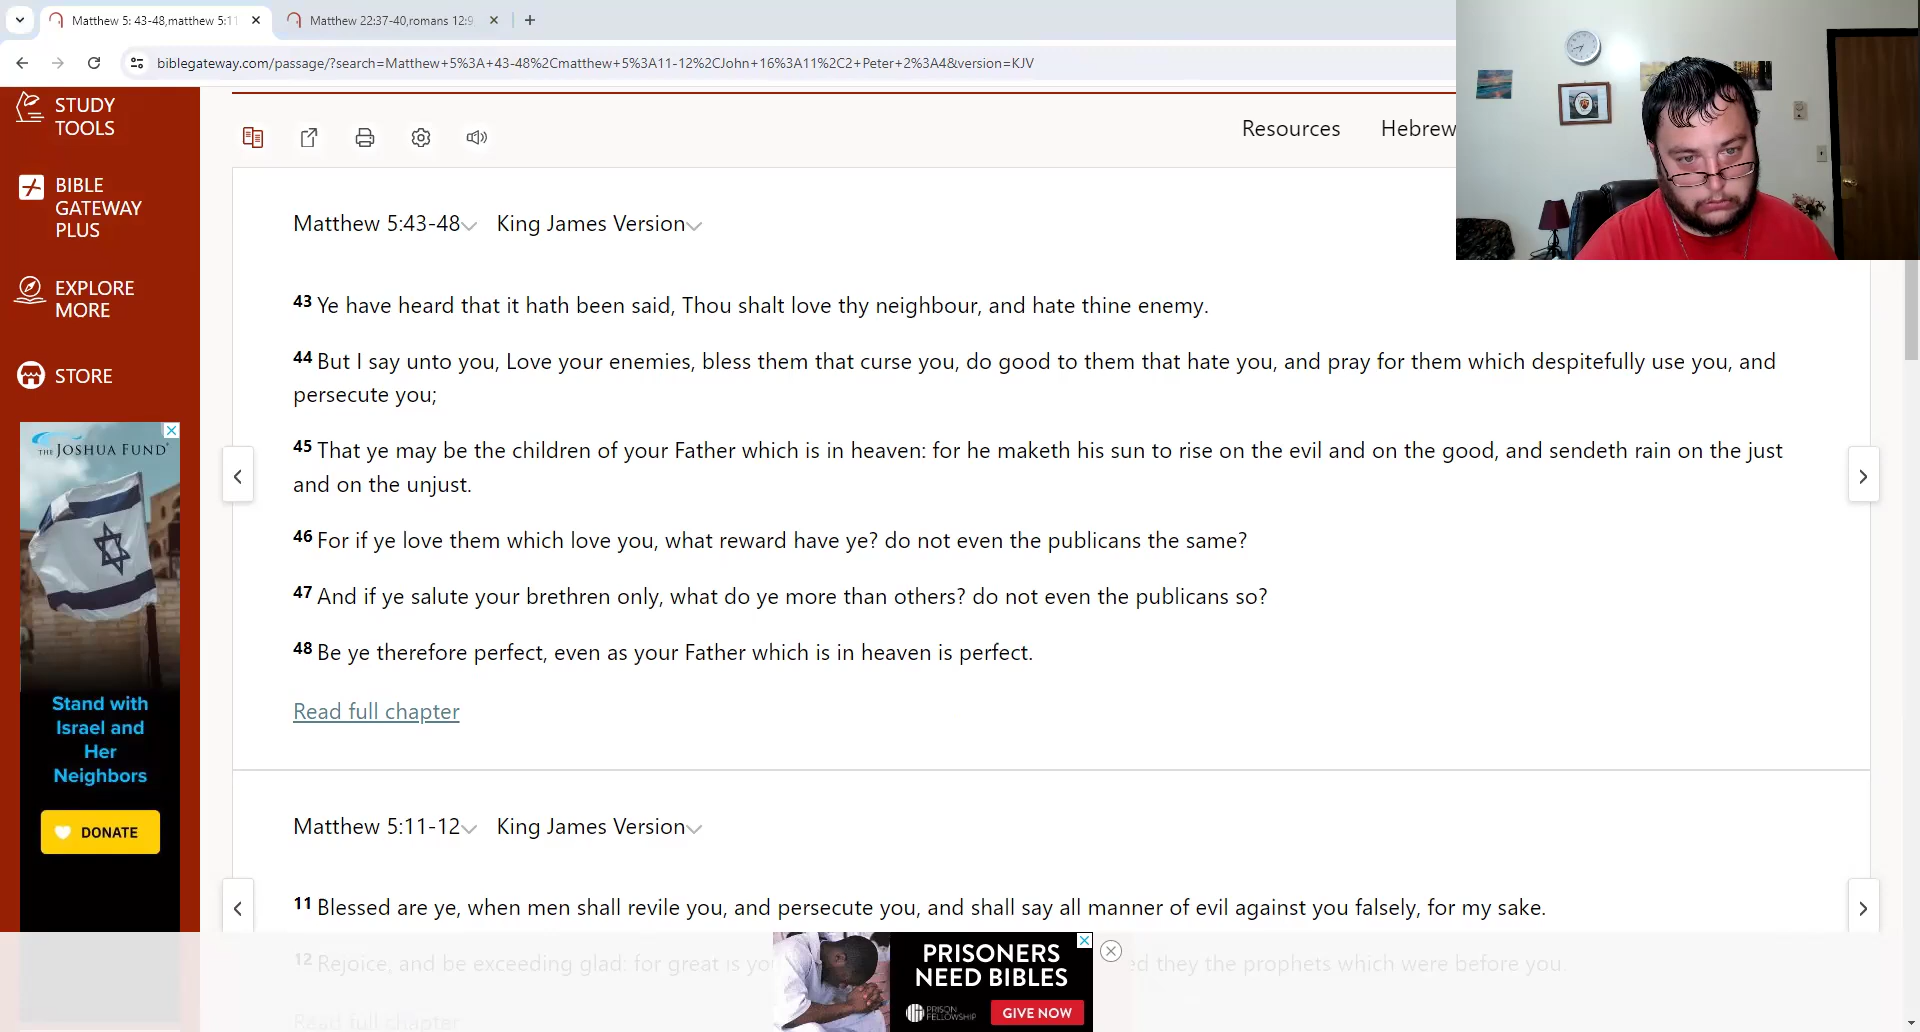 Matthew 5: 43-48,matthew 5:11
Matthew 22:37-40,romans 12:9
biblegateway.com/passage/?search=Matthew+5%3A+43-48%2Cmatthew+5%3A11-12%2CJohn+16%3A11%2C2+Peter+2%3A4&version=KJV
STUDY
TOOLS
BIBLE
GATEWAY
PLUS
EXPLORE
MORE
STORE
THE JOSHUA FUND
Stand with
Israel and
Her
Neighbors
DONATE
Resources Hebrew
Matthew 5:43-48 King James Version
43 Ye have heard that it hath been said, Thou shalt love thy neighbour, and hate thine enemy.
44 But I say unto you, Love your enemies, bless them that curse you, do good to them that hate you, and pray for them which despitefully use you, and
persecute you;
45 That ye may be the children of your Father which is in heaven: for he maketh his sun to rise on the evil and on the good, and sendeth rain on the just
and on the unjust.
46 For if ye love them which love you, what reward have ye? do not even the publicans the same?
47 And if ye salute your brethren only, what do ye more than others? do not even the publicans so?
48 Be ye therefore perfect, even as your Father which is in heaven is perfect.
Read full chapter
Matthew 5:11-12 King James Version
11 Blessed are ye, when men shall revile you, and persecute you, and shall say all manner of evil against you falsely, for my sake.
12 Rejoice, and be exceeding glad: for great is yo
ed they the prophets which were before you.
Read full chapter
PRISONERS
NEED BIBLES
PRISON
FELLOWSHIP
GIVE NOW